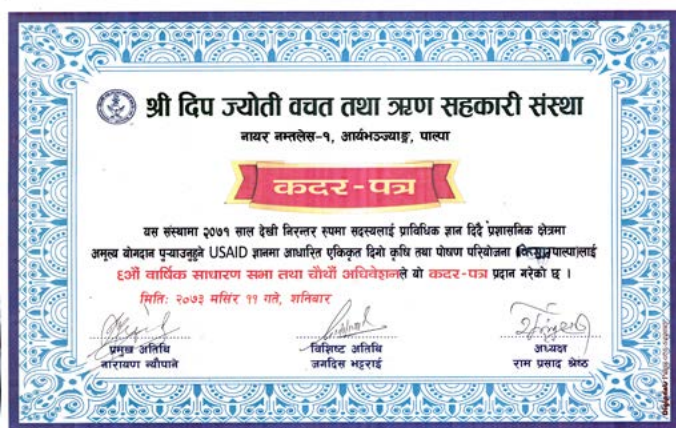 श्री दिप ज्योती वचत तथा ऋण सहकारी संस्था
नायर नम्तलेस-१, आर्यभञ्ज्याङ्ग, पाल्पा
कदर-पत्र
यस संस्थामा २०७१ साल देखी निरन्तर रुपमा सदस्यलाई प्राविधिक ज्ञान दिदै प्रशासनिक क्षेत्रमा
अमूल्य योगदान पुऱ्याउनुहुने USAID ज्ञानमा आधारित एकिकृत दिगो कृषि तथा पोषण परियोजना पाल्पा)लाई
६औं वार्षिक साधारण सभा तथा चौथौं अधिवेशनले यो कदर-पत्र प्रदान गरेको छ ।
मिति: २०७३ मसिंर ११ गते, शनिवार
प्रमुख अतिथि
नारायण न्यौपाने
विशिष्ट अतिथि
जगदिस भट्टराई
अध्यक्ष
राम प्रसाद श्रेष्ठ